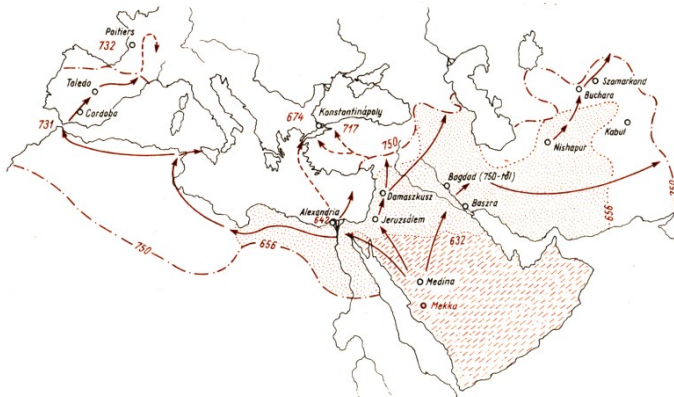 Poitiers
732
Toledo
Cordoba
731
674
Konstantinápoly
717
750
Szamarkand
Buchara
Kabul
Nishapur
Bagdad (750-től)
Baszra
656
750
Damaszkusz
Alexandria
642
Jeruzsálem
632
656
750
Medina
Mekka